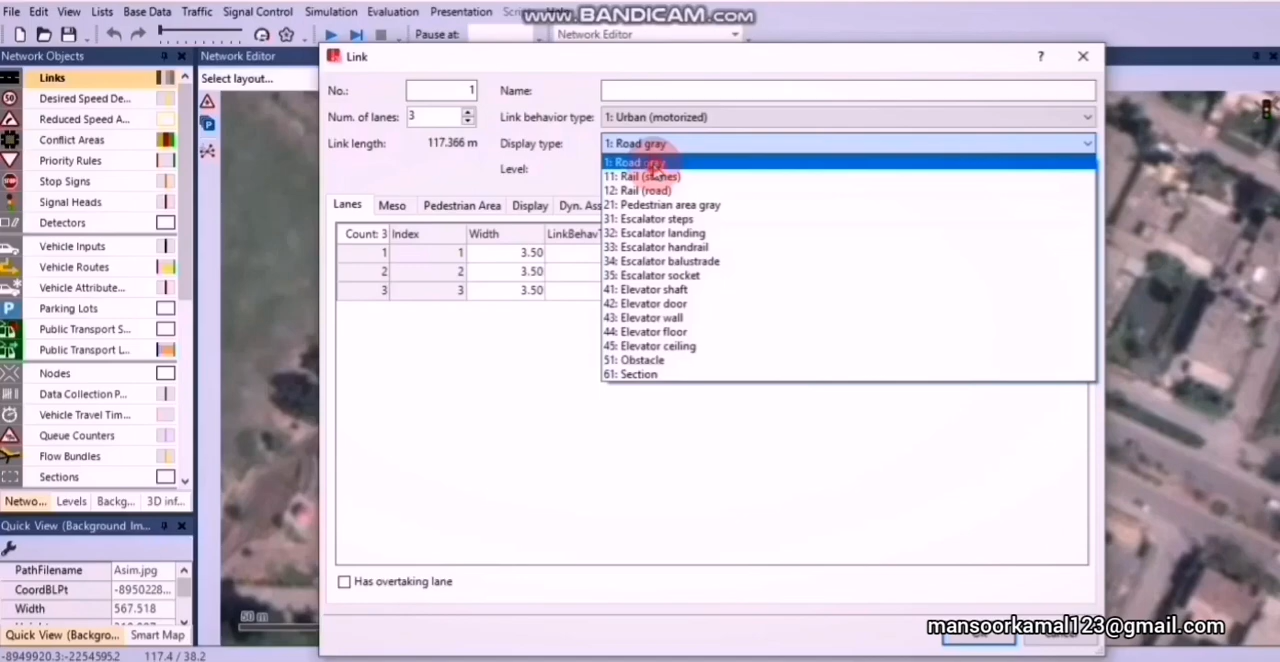 File Edit View Lists Base Data Traffic Signal Control Simulation Evaluation Presentation
www.BANDICAM.com
Pause at: Network Editor
Network Objects
Network Editor
Select layout...
Links
Desired Speed De...
Reduced Speed A...
Conflict Areas
Priority Rules
Stop Signs
Signal Heads
Detectors
Vehicle Inputs
Vehicle Routes
Vehicle Attribute...
Parking Lots
Public Transport S...
Public Transport L...
Nodes
Data Collection P...
Vehicle Travel Tim...
Queue Counters
Flow Bundles
Sections
Netwo... Levels Backg... 3D inf...
Quick View (Background Im...
PathFilename Asim.jpg
CoordBLPt -8950228...
Width 567.518
Quick View (Backgro... Smart Map
-8949920.3:-2254595.2 117.4 / 38.2
50 m
Link
?
No.: 1 Name:
Num. of lanes: 3 Link behavior type: 1: Urban (motorized)
Link length: 117.366 m Display type: 1: Road gray
Level:
1: Road gray
11: Rail (stones)
12: Rail (road)
21: Pedestrian area gray
31: Escalator steps
32: Escalator landing
33: Escalator handrail
34: Escalator balustrade
35: Escalator socket
41: Elevator shaft
42: Elevator door
43: Elevator wall
44: Elevator floor
45: Elevator ceiling
51: Obstacle
61: Section
Lanes Meso Pedestrian Area Display Dyn. Ass
Count: 3 Index Width LinkBehav
1 1 3.50
2 2 3.50
3 3 3.50
Has overtaking lane
mansoorkamal123@gmail.com